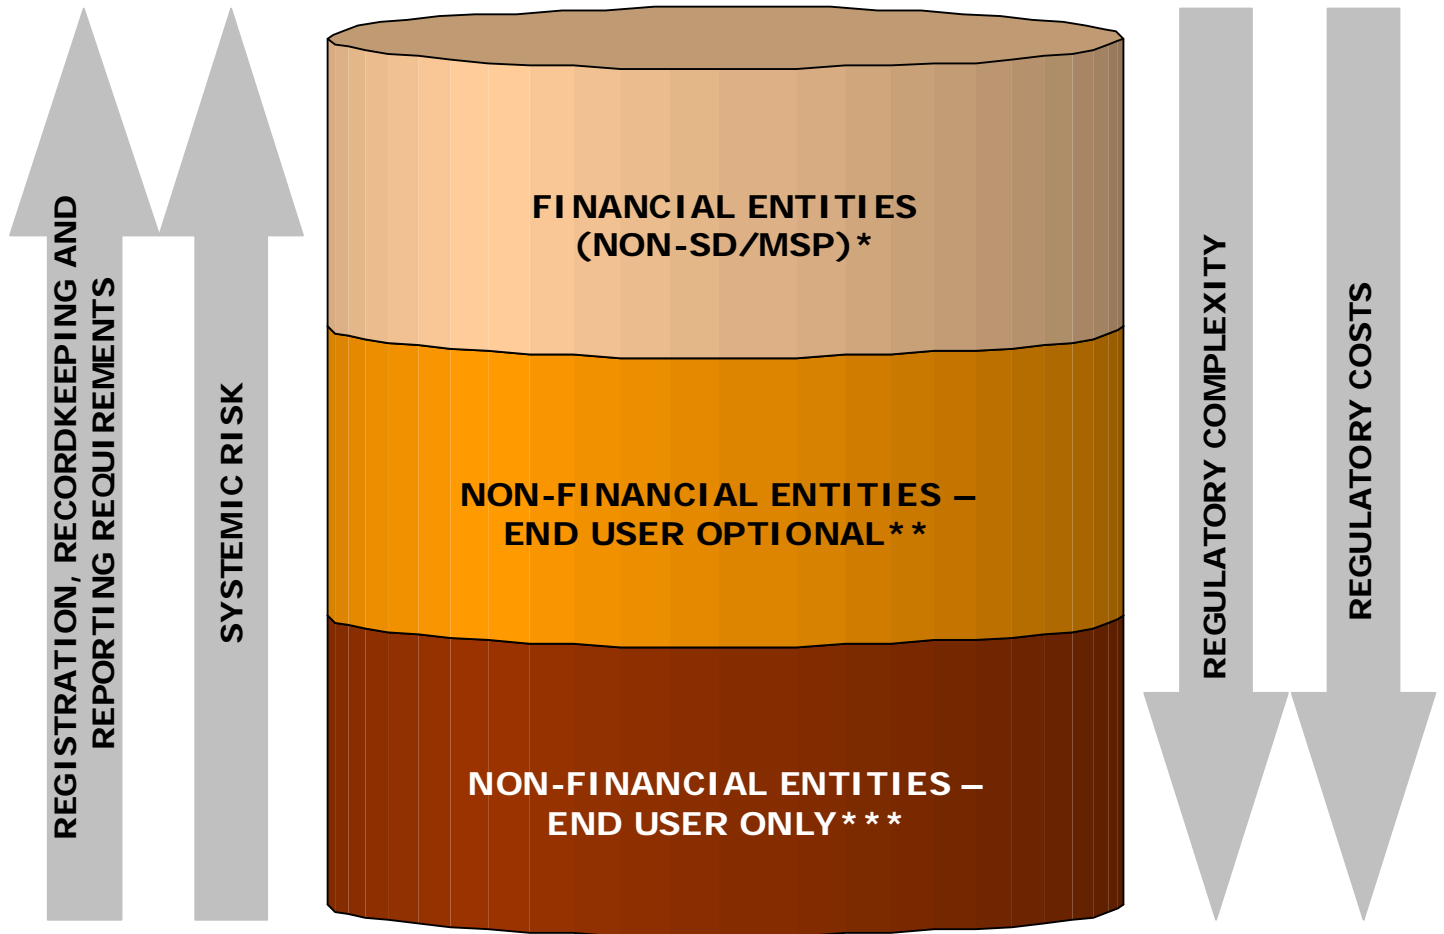 REGISTRATION, RECORDKEEPING AND
REPORTING REQUIREMENTS
SYSTEMIC RISK
FINANCIAL ENTITIES
(NON-SD/MSP)*
NON-FINANCIAL ENTITIES –
END USER OPTIONAL**
NON-FINANCIAL ENTITIES –
END USER ONLY***
REGULATORY COMPLEXITY
REGULATORY COSTS